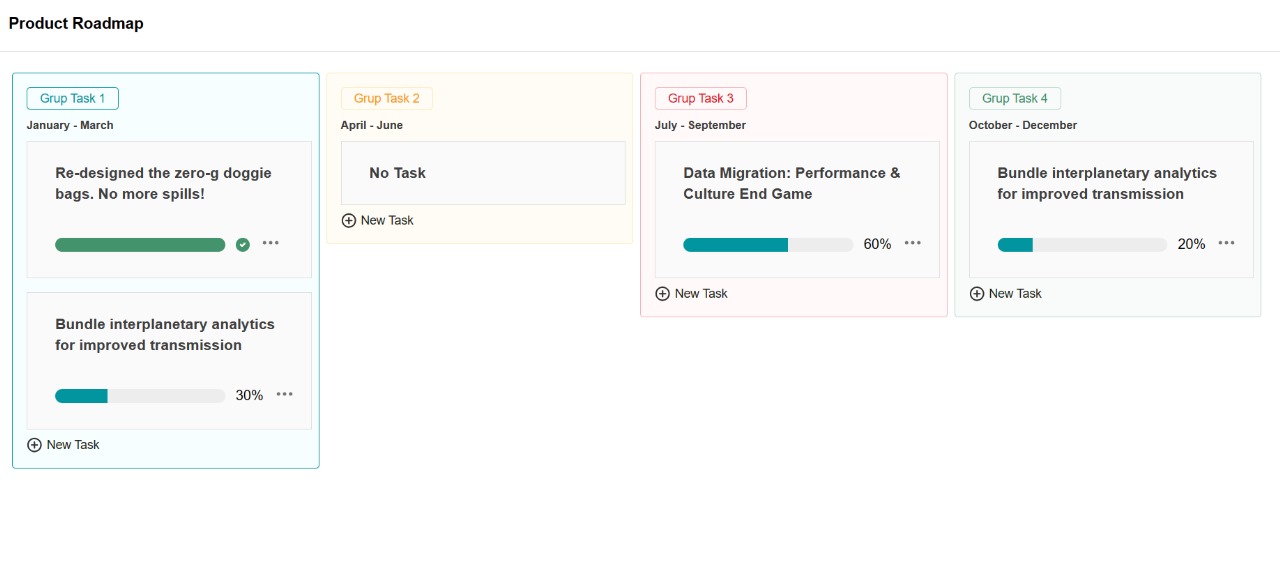 Product Roadmap
Grup Task 1
January - March
Re-designed the zero-g doggie
bags. No more spills!
Bundle interplanetary analytics
for improved transmission
30%
New Task
Grup Task 2
April - June
No Task
New Task
Grup Task 3
July - September
Data Migration: Performance &
Culture End Game
60%
New Task
Grup Task 4
October - December
Bundle interplanetary analytics
for improved transmission
20%
New Task